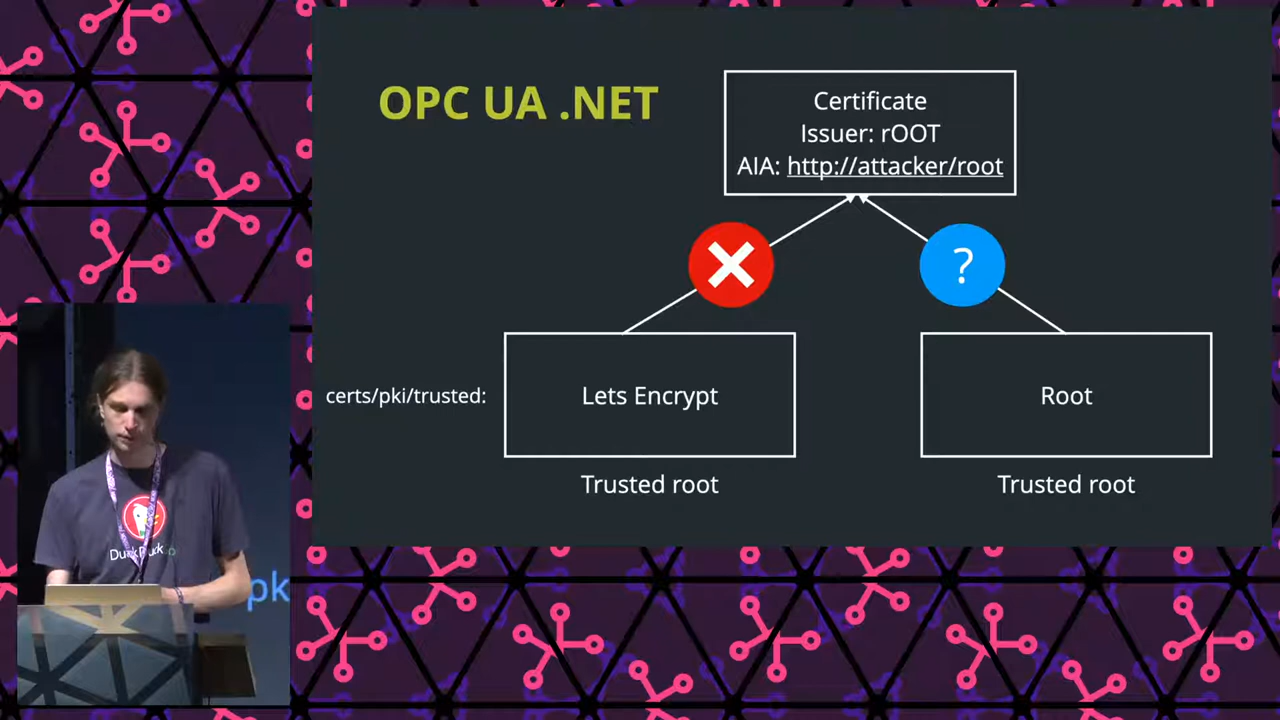 OPC UA .NET
Certificate
Issuer: rOOT
AIA: http://attacker/root
?
certs/pki/trusted:
Lets Encrypt
Root
Trusted root
Trusted root
pk